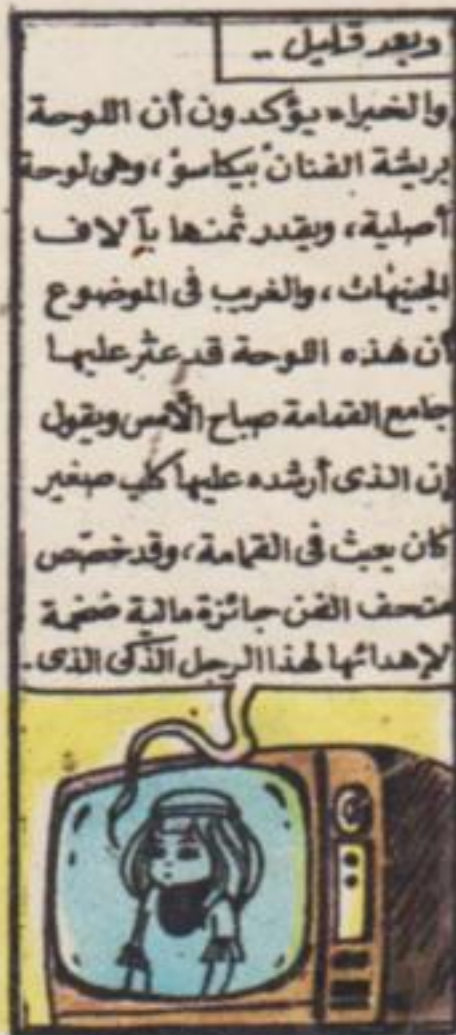 وبعد قليل ..
والخبراء يؤكدون أن اللوحة
بريشة الفنان بيكاسو، وهى لوحة
أصلية، ويقدر ثمنها بآلاف
الجنيهات، والغريب فى الموضوع
أن هذه اللوحة قد عثر عليها
جامع القمامة صباح الأمس ويقول
إن الذى أرشده عليها كلب صغير
كان يعبث فى القمامة، وقد خصّص
متحف الفن جائزة مالية ضخمة
لإهدائها لهذا الرجل الذكى الذى..